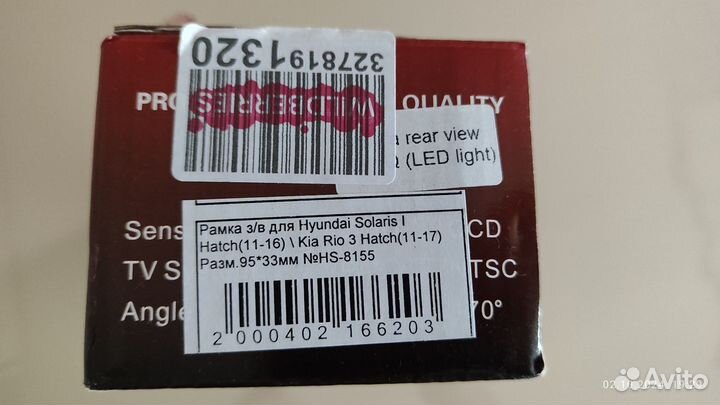 3278191320
WILDBERRIES
PRO QUALITY
rear view
(LED light)
Рамка з/в для Hyundai Solaris I
Hatch(11-16) \ Kia Rio 3 Hatch(11-17)
Разм.95*33мм №HS-8155
2 000402 166203
Sens CD
TV S TSC
Angle 70°
Avito